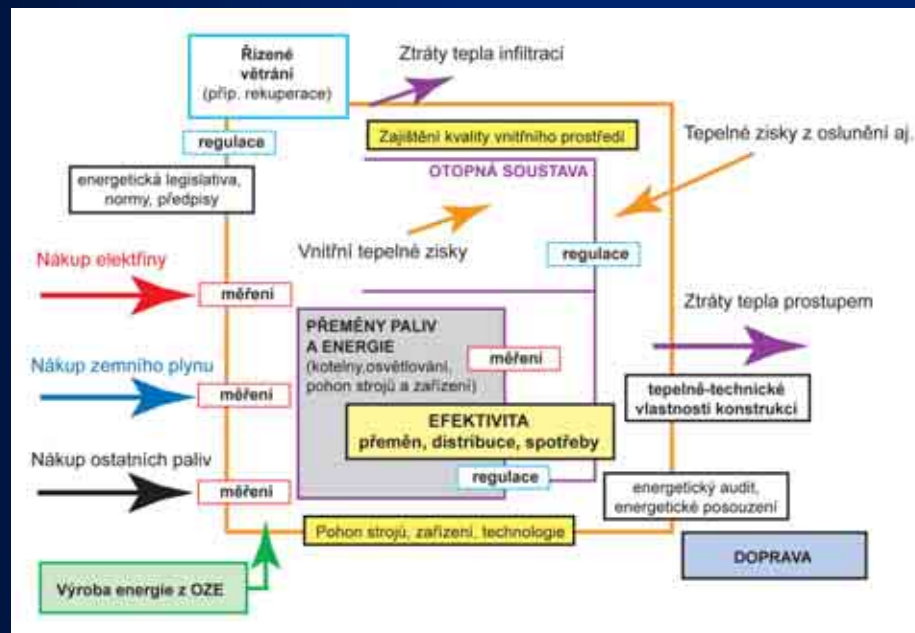 Řízené
větrání
(příp. rekuperace)
Ztráty tepla infiltrací
Zajištění kvality vnitřního prostředí
Tepelné zisky z oslunění aj.
regulace
OTOPNÁ SOUSTAVA
energetická legislativa,
normy, předpisy
Vnitřní tepelné zisky
regulace
Nákup elektřiny
měření
Ztráty tepla prostupem
PŘEMĚNY PALIV
A ENERGIE
(kotelny,osvětlování,
pohon strojů a zařízení)
měření
Nákup zemního plynu
měření
tepelně-technické
vlastnosti konstrukcí
EFEKTIVITA
přeměn, distribuce, spotřeby
Nákup ostatních paliv
měření
regulace
energetický audit,
energetické posouzení
Pohon strojů, zařízení, technologie
DOPRAVA
Výroba energie z OZE